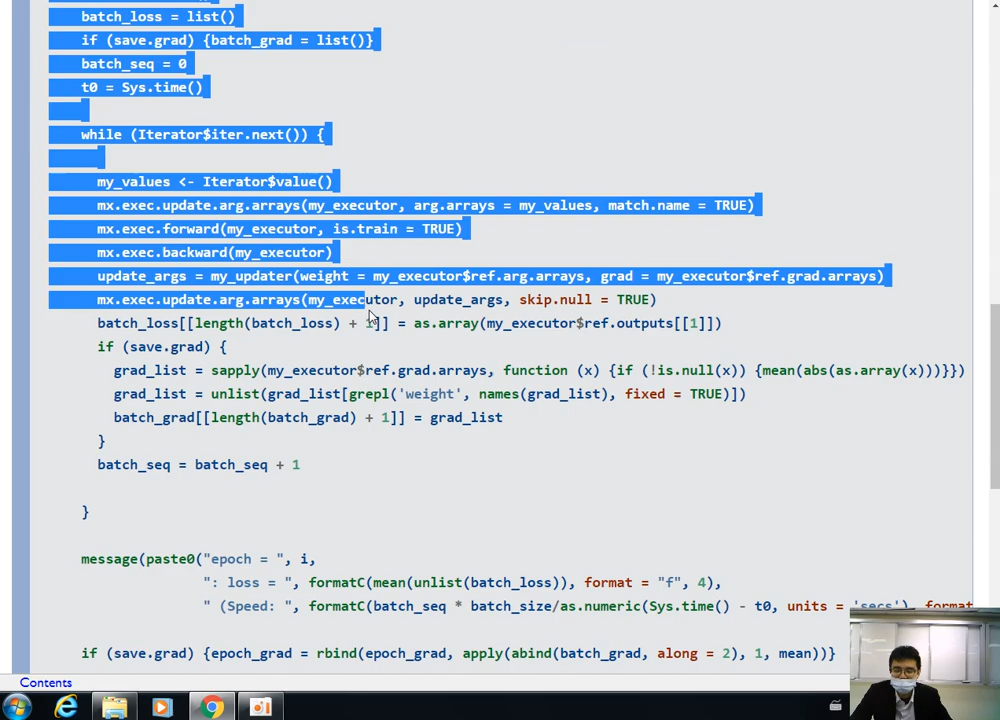 batch_loss = list()
if (save.grad) {batch_grad = list()}
batch_seq = 0
t0 = Sys.time()
while (Iterator$iter.next()) {
my_values <- Iterator$value()
mx.exec.update.arg.arrays(my_executor, arg.arrays = my_values, match.name = TRUE)
mx.exec.forward(my_executor, is.train = TRUE)
mx.exec.backward(my_executor)
update_args = my_updater(weight = my_executor$ref.arg.arrays, grad = my_executor$ref.grad.arrays)
mx.exec.update.arg.arrays(my_executor, update_args, skip.null = TRUE)
batch_loss[[length(batch_loss) + 1]] = as.array(my_executor$ref.outputs[[1]])
if (save.grad) {
grad_list = sapply(my_executor$ref.grad.arrays, function (x) {if (!is.null(x)) {mean(abs(as.array(x)))}})
grad_list = unlist(grad_list[grepl('weight', names(grad_list), fixed = TRUE)])
batch_grad[[length(batch_grad) + 1]] = grad_list
}
batch_seq = batch_seq + 1
}
message(paste0("epoch = ", i,
": loss = ", formatC(mean(unlist(batch_loss)), format = "f", 4),
" (Speed: ", formatC(batch_seq * batch_size/as.numeric(Sys.time() - t0, units = 'secs'), format
if (save.grad) {epoch_grad = rbind(epoch_grad, apply(abind(batch_grad, along = 2), 1, mean))}
Contents